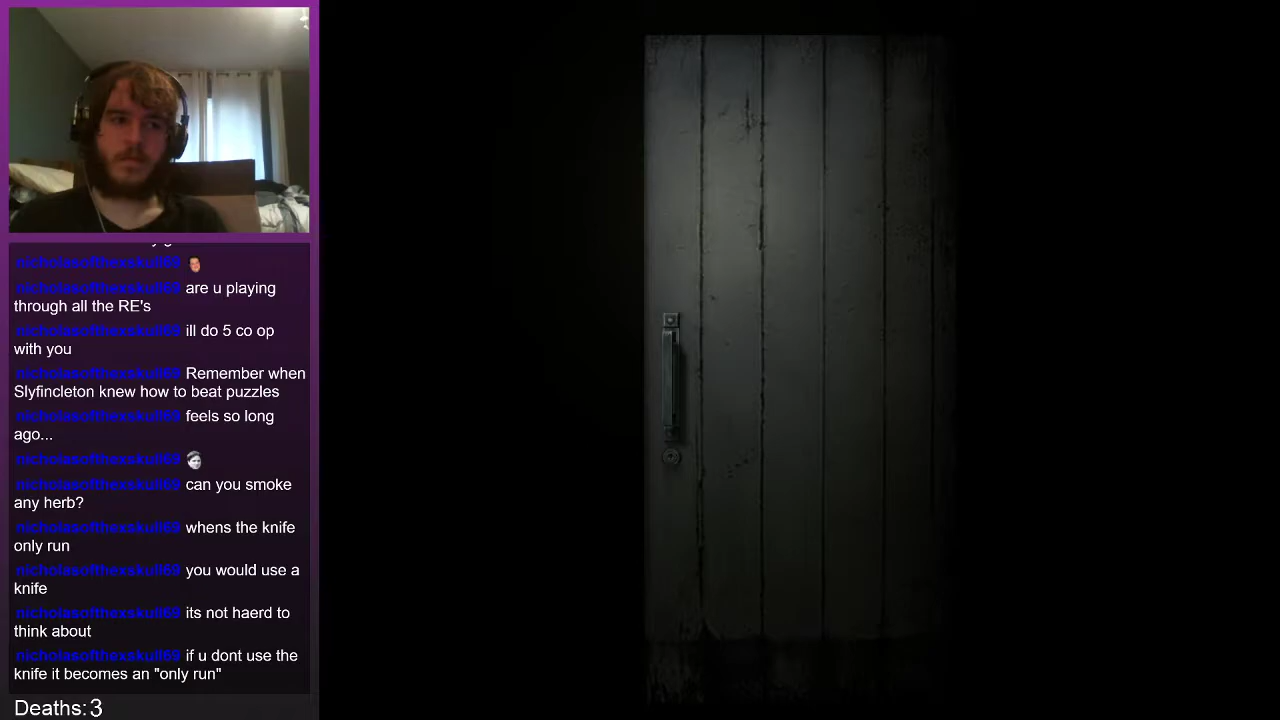 nicholasofthexskull69
nicholasofthexskull69 are u playing
through all the RE's
nicholasofthexskull69 ill do 5 co op
with you
nicholasofthexskull69 Remember when
Slyfincleton knew how to beat puzzles
nicholasofthexskull69 feels so long
ago...
nicholasofthexskull69
nicholasofthexskull69 can you smoke
any herb?
nicholasofthexskull69 whens the knife
only run
nicholasofthexskull69 you would use a
knife
nicholasofthexskull69 its not haerd to
think about
nicholasofthexskull69 if u dont use the
knife it becomes an "only run"
Deaths:3